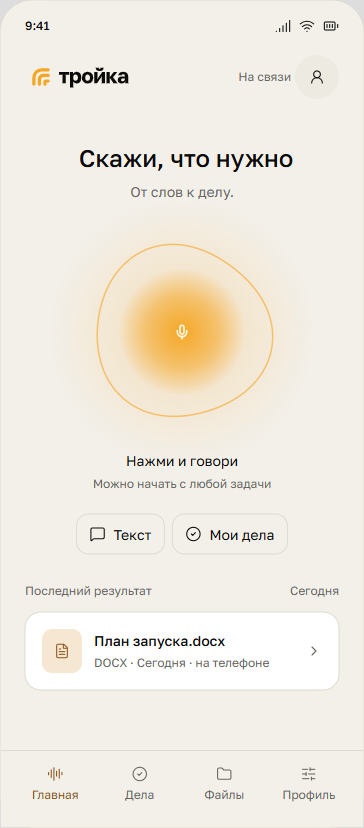 9:41
тройка
На связи
Скажи, что нужно
От слов к делу.
Нажми и говори
Можно начать с любой задачи
Текст
Мои дела
Последний результат
Сегодня
План запуска.docx
DOCX · Сегодня · на телефоне
Главная
Дела
Файлы
Профиль